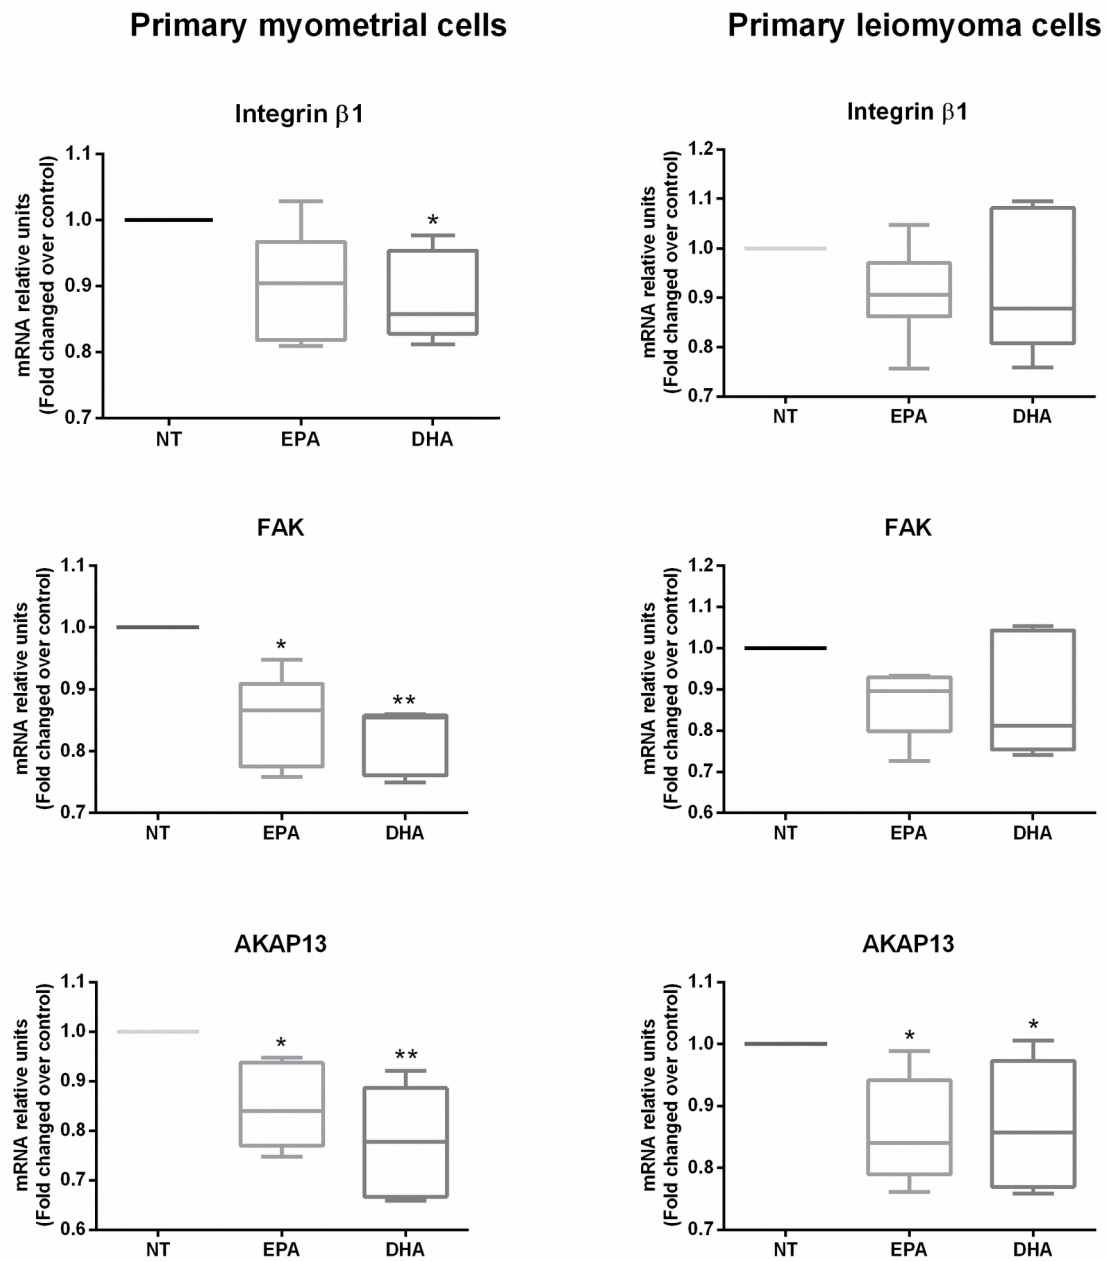 Primary myometrial cells
Primary leiomyoma cells
Integrin β1
mRNA relative units
(Fold changed over control)
1.1
1.0
0.9
0.8
0.7
*
NT EPA DHA
Integrin β1
mRNA relative units
(Fold changed over control)
1.2
1.1
1.0
0.9
0.8
0.7
NT EPA DHA
FAK
mRNA relative units
(Fold changed over control)
1.1
1.0
0.9
0.8
0.7
*
**
NT EPA DHA
FAK
mRNA relative units
(Fold changed over control)
1.2
1.1
1.0
0.9
0.8
0.7
0.6
NT EPA DHA
AKAP13
mRNA relative units
(Fold changed over control)
1.1
1.0
0.9
0.8
0.7
0.6
*
**
NT EPA DHA
AKAP13
mRNA relative units
(Fold changed over control)
1.1
1.0
0.9
0.8
0.7
*
*
NT EPA DHA